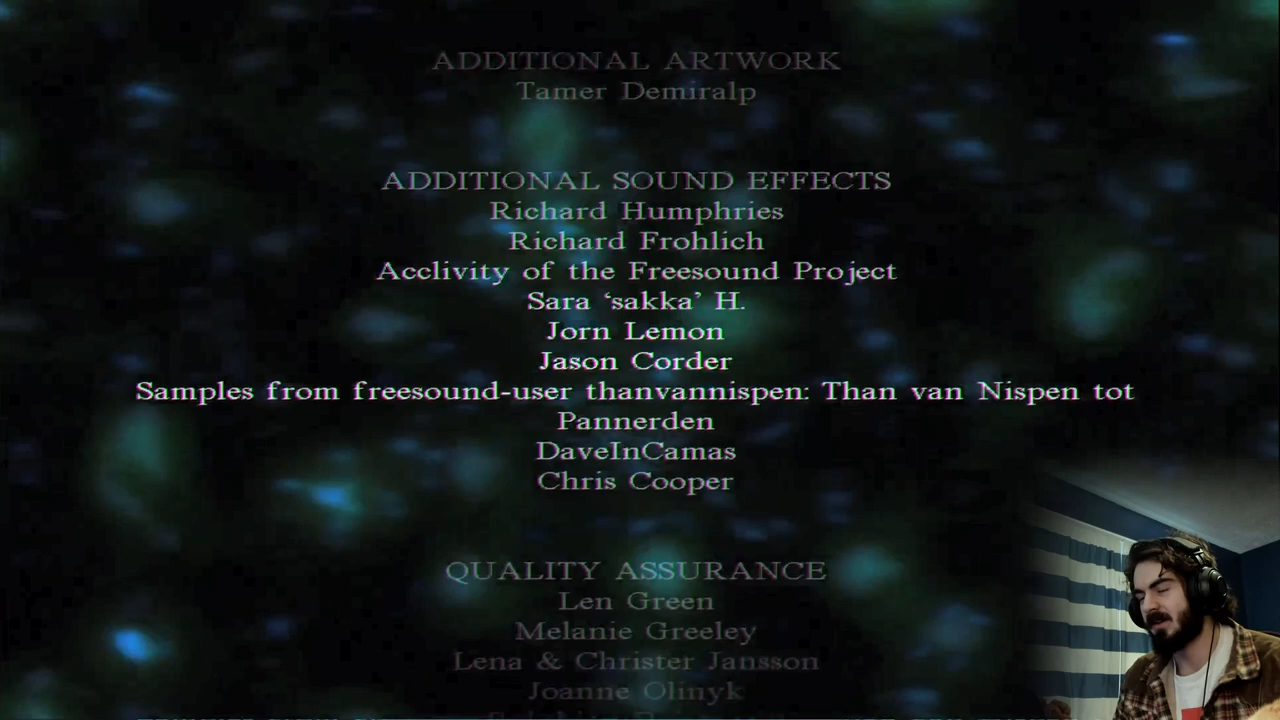 ADDITIONAL ARTWORK
Tamer Demiralp
ADDITIONAL SOUND EFFECTS
Richard Humphries
Richard Frohlich
Acclivity of the Freesound Project
Sara ‘sakka’ H.
Jorn Lemon
Jason Corder
Samples from freesound-user thanvannispen: Than van Nispen tot
Pannerden
DaveInCamas
Chris Cooper
QUALITY ASSURANCE
Len Green
Melanie Greeley
Lena & Christer Jansson
Joanne Olinyk